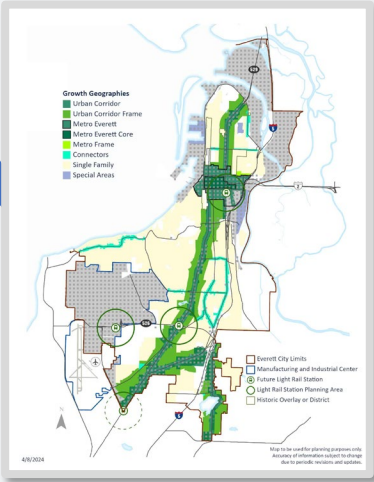 Growth Geographies
Urban Corridor
Urban Corridor Frame
Metro Everett
Metro Everett Core
Metro Frame
Connectors
Single Family
Special Areas
Everett City Limits
Manufacturing and Industrial Center
Future Light Rail Station
Light Rail Station Planning Area
Historic Overlay or District
4/8/2024
N
Map to be used for planning purposes only.
Accuracy of information subject to change
due to periodic revisions and updates.